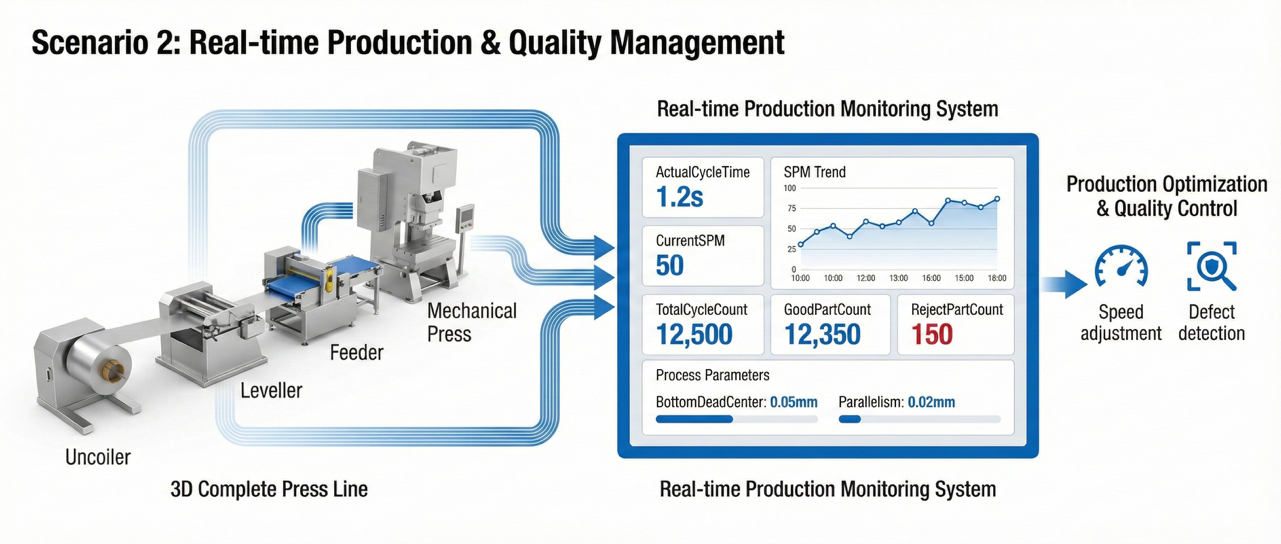 Scenario 2: Real-time Production & Quality Management
Real-time Production Monitoring System
ActualCycleTime
1.2s
SPM Trend
100
75
50
25
0
10:00 10:00 12:00 13:00 16:00 15:00 18:00
CurrentSPM
50
TotalCycleCount
12,500
GoodPartCount
12,350
RejectPartCount
150
Process Parameters
BottomDeadCenter: 0.05mm
Parallelism: 0.02mm
Production Optimization
& Quality Control
Speed
adjustment
Defect
detection
Mechanical
Press
Feeder
Leveller
Uncoiler
3D Complete Press Line
Real-time Production Monitoring System